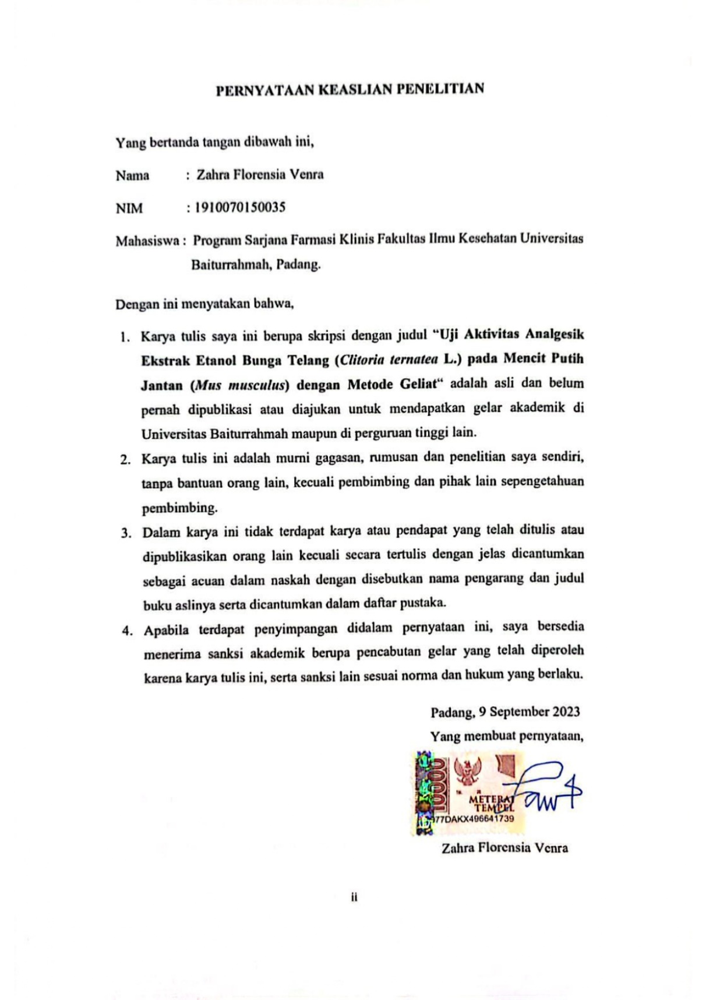 PERNYATAAN KEASLIAN PENELITIAN
Yang bertanda tangan dibawah ini,
Nama : Zahra Florensia Venra
NIM : 1910070150035
Mahasiswa : Program Sarjana Farmasi Klinis Fakultas Ilmu Kesehatan Universitas
Baiturrahmah, Padang.
Dengan ini menyatakan bahwa,
1. Karya tulis saya ini berupa skripsi dengan judul “Uji Aktivitas Analgesik
Ekstrak Etanol Bunga Telang (Clitoria ternatea L.) pada Mencit Putih
Jantan (Mus musculus) dengan Metode Geliat“ adalah asli dan belum
pernah dipublikasi atau diajukan untuk mendapatkan gelar akademik di
Universitas Baiturrahmah maupun di perguruan tinggi lain.
2. Karya tulis ini adalah murni gagasan, rumusan dan penelitian saya sendiri,
tanpa bantuan orang lain, kecuali pembimbing dan pihak lain sepengetahuan
pembimbing.
3. Dalam karya ini tidak terdapat karya atau pendapat yang telah ditulis atau
dipublikasikan orang lain kecuali secara tertulis dengan jelas dicantumkan
sebagai acuan dalam naskah dengan disebutkan nama pengarang dan judul
buku aslinya serta dicantumkan dalam daftar pustaka.
4. Apabila terdapat penyimpangan didalam pernyataan ini, saya bersedia
menerima sanksi akademik berupa pencabutan gelar yang telah diperoleh
karena karya tulis ini, serta sanksi lain sesuai norma dan hukum yang berlaku.
Padang, 9 September 2023
Yang membuat pernyataan,
10000
METERAI
TEMPEL
77DAKX496641739
Zahra Florensia Venra
ii